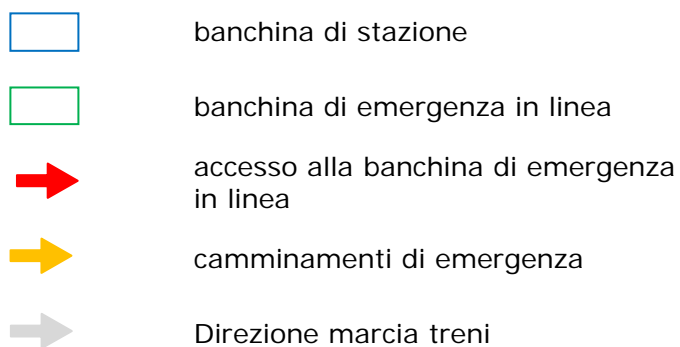 banchina di stazione
banchina di emergenza in linea
accesso alla banchina di emergenza
in linea
camminamenti di emergenza
Direzione marcia treni